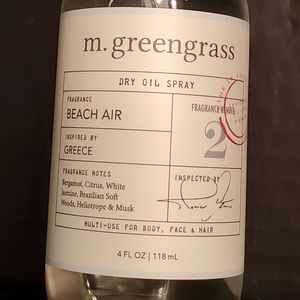 m.greengrass
DRY OIL SPRAY
FRAGRANCE
BEACH AIR
FRAGRANCE NUMBER
2
INSPIRED BY
GREECE
FRAGRANCE NOTES
Bergamot, Citrus, White
Jasmine, Brazilian Soft
Woods, Heliotrope & Musk
INSPECTED BY
MULTI-USE FOR BODY, FACE & HAIR
4 FL OZ | 118 mL